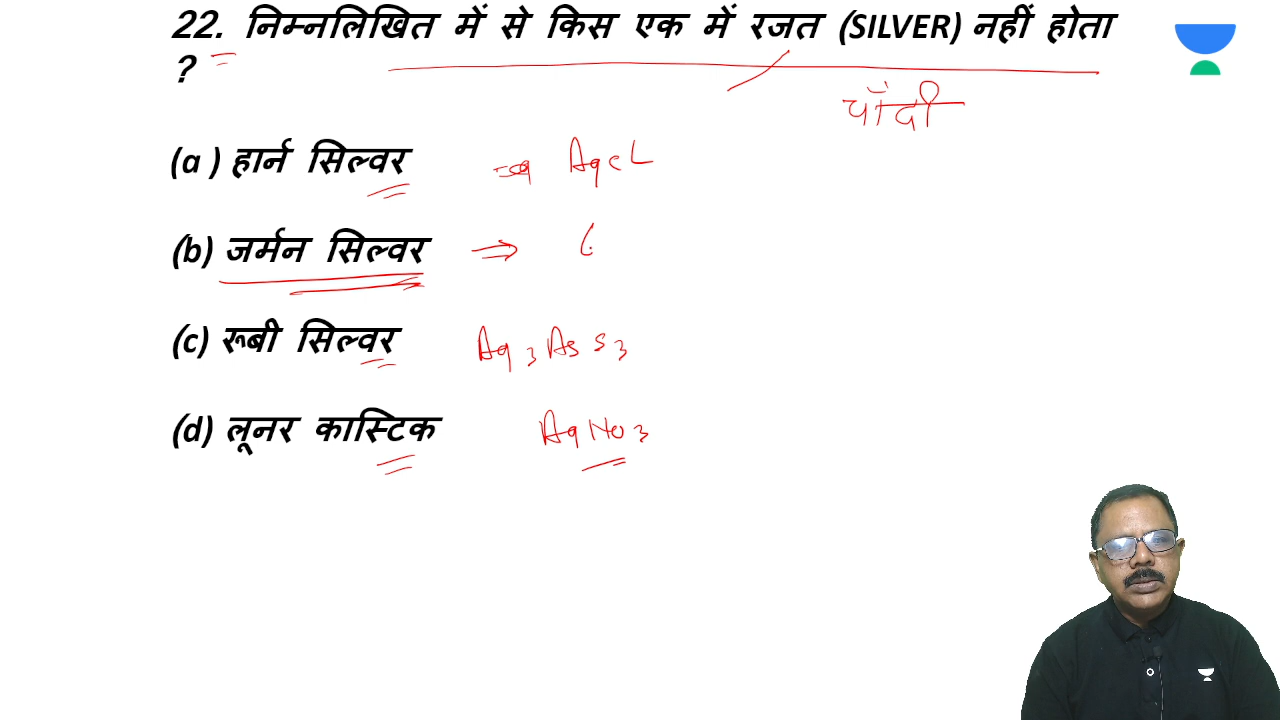 22. निम्नलिखित में से किस एक में रजत (SILVER) नहीं होता
?
चाँदी
(a ) हार्न सिल्वर ⇒ AgCL
(b) जर्मन सिल्वर ⇒ (
(c) रूबी सिल्वर Ag3AsS3
(d) लूनर कास्टिक AgNO3